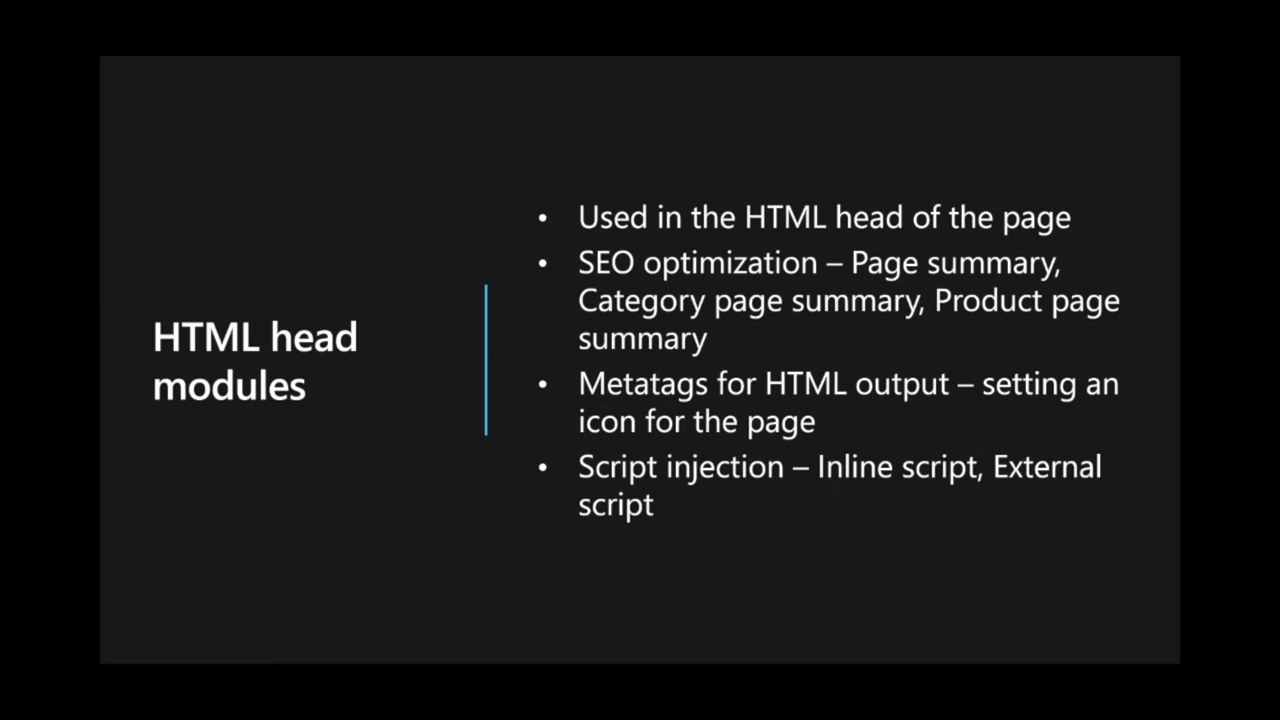 HTML head
modules
• Used in the HTML head of the page
• SEO optimization – Page summary,
Category page summary, Product page
summary
• Metatags for HTML output – setting an
icon for the page
• Script injection – Inline script, External
script